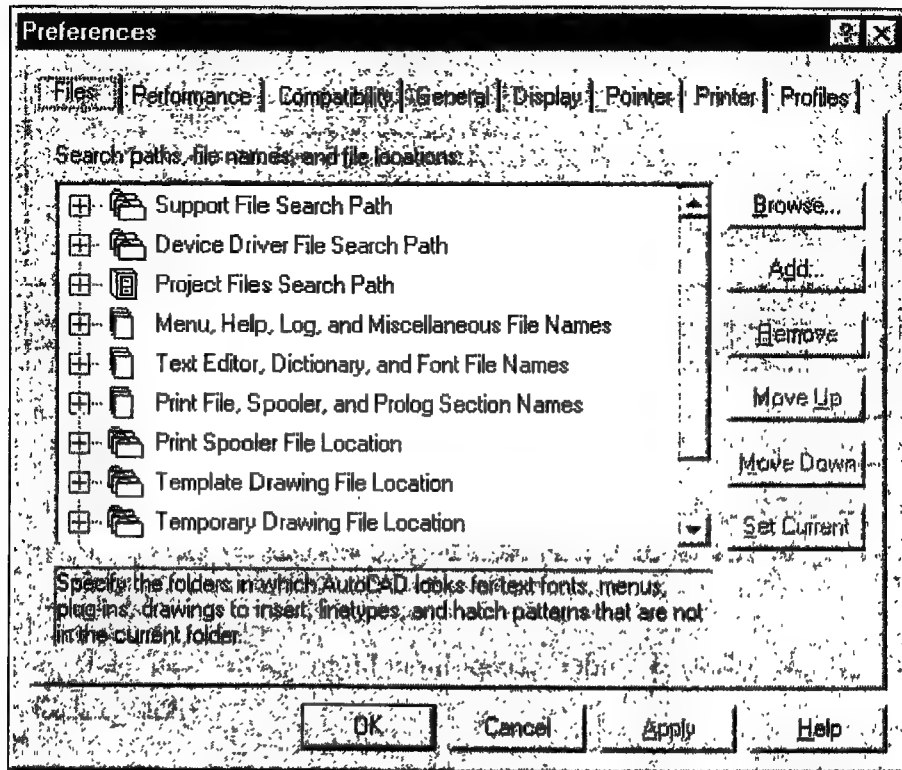 Preferences
Files Performance Compatibility General Display Pointer Printer Profiles
Search paths, file names, and file locations:
Support File Search Path
Device Driver File Search Path
Project Files Search Path
Menu, Help, Log, and Miscellaneous File Names
Text Editor, Dictionary, and Font File Names
Print File, Spooler, and Prolog Section Names
Print Spooler File Location
Template Drawing File Location
Temporary Drawing File Location
Browse...
Add...
Remove
Move Up
Move Down
Set Current
Specify the folders in which AutoCAD looks for text fonts, menus,
plug-ins, drawings to insert, linetypes, and hatch patterns that are not
in the current folder.
OK Cancel Apply Help